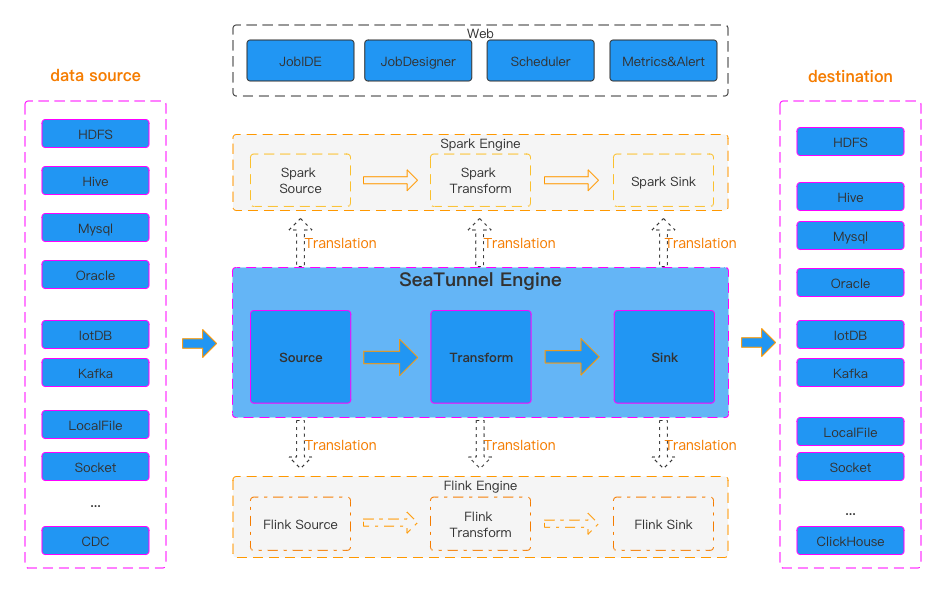 Web
JobIDE
JobDesigner
Scheduler
Metrics&Alert
data source
HDFS
Hive
Mysql
Oracle
IotDB
Kafka
LocalFile
Socket
...
CDC
Spark Engine
Spark
Source
Spark
Transform
Spark Sink
Translation
Translation
Translation
SeaTunnel Engine
Source
Transform
Sink
Translation
Translation
Translation
Flink Engine
Flink Source
Flink
Transform
Flink Sink
destination
HDFS
Hive
Mysql
Oracle
IotDB
Kafka
LocalFile
Socket
...
ClickHouse